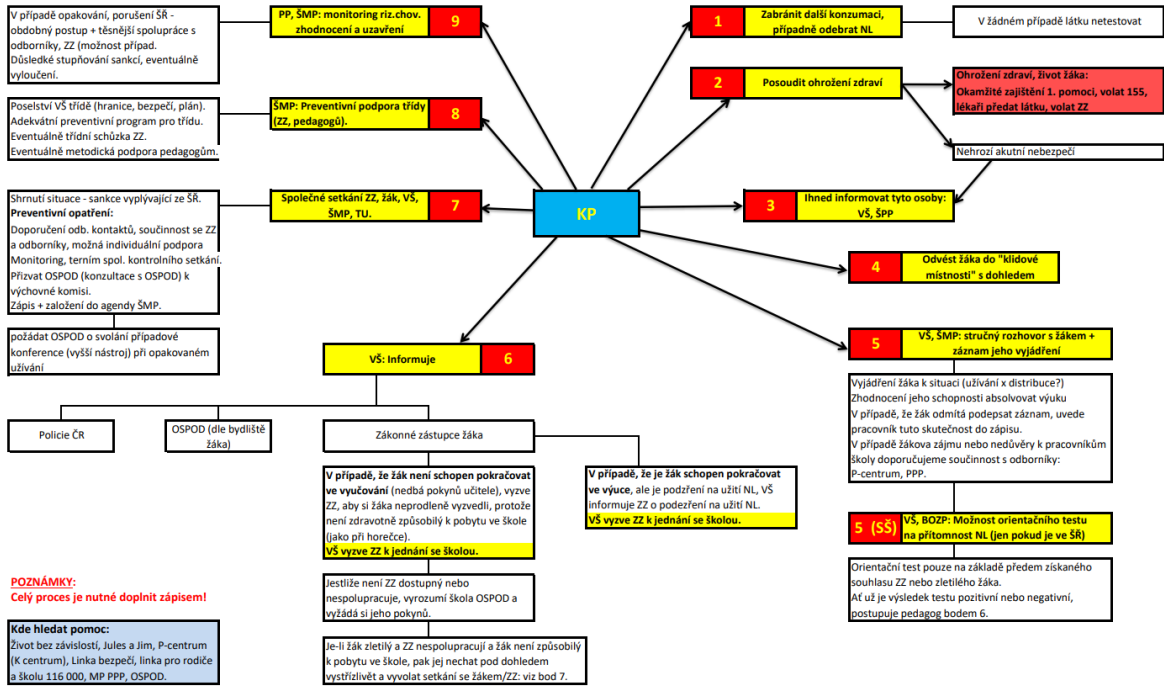 KP
1
Zabránit další konzumaci,
případně odebrat NL
V žádném případě látku netestovat
2
Posoudit ohrožení zdraví
Ohrožení zdraví, život žáka:
Okamžité zajištění 1. pomoci, volat 155,
lékaři předat látku, volat ZZ
Nehrozí akutní nebezpečí
3
Ihned informovat tyto osoby:
VŠ, ŠPP
4
Odvést žáka do "klidové
místnosti" s dohledem
5
VŠ, ŠMP: stručný rozhovor s žákem +
záznam jeho vyjádření
Vyjádření žáka k situaci (užívání x distribuce?)
Zhodnocení jeho schopnosti absolvovat výuku
V případě, že žák odmítá podepsat záznam, uvede
pracovník tuto skutečnost do zápisu.
V případě žákova zájmu nebo nedůvěry k pracovníkům
školy doporučujeme součinnost s odborníky:
P-centrum, PPP.
5 (SŠ)
VŠ, BOZP: Možnost orientačního testu
na přítomnost NL (jen pokud je ve ŠŘ)
Orientační test pouze na základě předem získaného
souhlasu ZZ nebo zletilého žáka.
Ať už je výsledek testu pozitivní nebo negativní,
postupuje pedagog bodem 6.
VŠ: Informuje
6
Policie ČR
OSPOD (dle bydliště
žáka)
Zákonné zástupce žáka
V případě, že žák není schopen pokračovat
ve vyučování (nedbá pokynů učitele), vyzve
ZZ, aby si žáka neprodleně vyzvedli, protože
není zdravotně způsobilý k pobytu ve škole
(jako při horečce).
VŠ vyzve ZZ k jednání se školou.
V případě, že je žák schopen pokračovat
ve výuce, ale je podzření na užití NL, VŠ
informuje ZZ o podezření na užití NL.
VŠ vyzve ZZ k jednání se školou.
Jestliže není ZZ dostupný nebo
nespolupracuje, vyrozumí škola OSPOD a
vyžádá si jeho pokynů.
Je-li žák zletilý a ZZ nespolupracují a žák není způsobilý
k pobytu ve škole, pak jej nechat pod dohledem
vystřízlivět a vyvolat setkání se žákem/ZZ: viz bod 7.
Společné setkání ZZ, žák, VŠ,
ŠMP, TU.
7
Shrnutí situace - sankce vyplývající ze ŠŘ.
Preventivní opatření:
Doporučení odb. kontaktů, součinnost se ZZ
a odborníky, možná individuální podpora
Monitoring, terním spol. kontrolního setkání.
Přizvat OSPOD (konzultace s OSPOD) k
výchovné komisi.
Zápis + založení do agendy ŠMP.
požádat OSPOD o svolání případové
konference (vyšší nástroj) při opakovaném
užívání
ŠMP: Preventivní podpora třídy
(ZZ, pedagogů).
8
Poselství VŠ třídě (hranice, bezpečí, plán).
Adekvátní preventivní program pro třídu.
Eventuálně třídní schůzka ZZ.
Eventuálně metodická podpora pedagogům.
PP, ŠMP: monitoring riz.chov.
zhodnocení a uzavření
9
V případě opakování, porušení ŠŘ -
obdobný postup + těsnější spolupráce s
odborníky, ZZ (možnost případ.
Důsledké stupňování sankcí, eventuálně
vyloučení.
POZNÁMKY:
Celý proces je nutné doplnit zápisem!
Kde hledat pomoc:
Život bez závislostí, Jules a Jim, P-centrum
(K centrum), Linka bezpečí, linka pro rodiče
a školu 116 000, MP PPP, OSPOD.